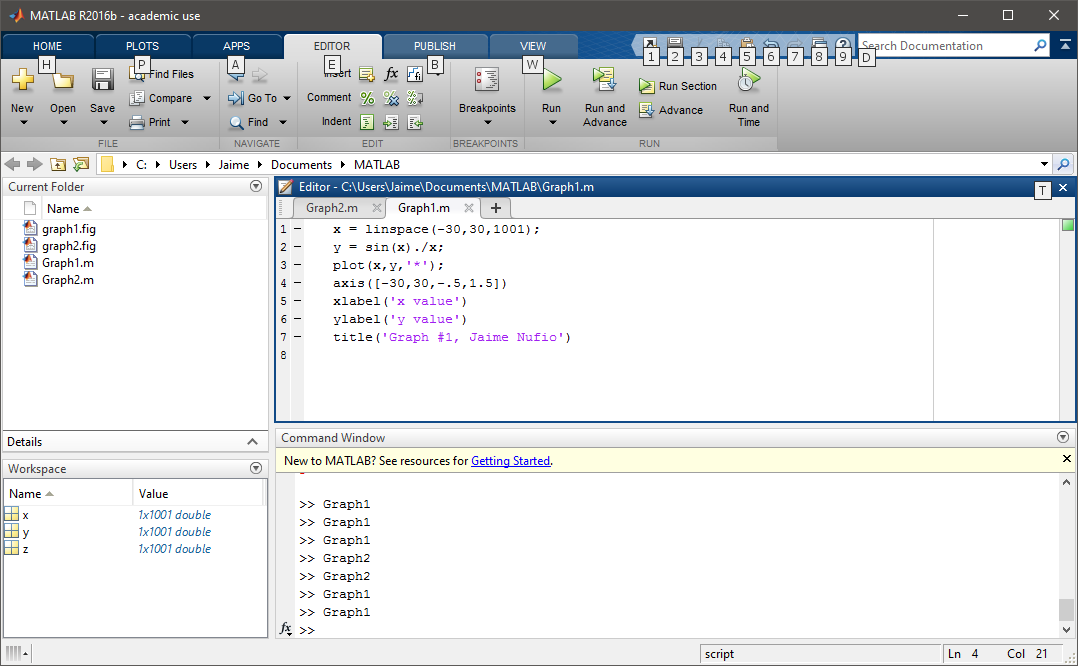 MATLAB R2016b - academic use
HOME PLOTS APPS EDITOR PUBLISH VIEW
Search Documentation
H P A E B W 1 2 3 4 5 6 7 8 9 D
New Open Save
Find Files
Compare
Print
Go To
Find
Insert fx
Comment
Indent
Breakpoints
Run
Run and Advance
Run Section
Advance
Run and Time
FILE NAVIGATE EDIT BREAKPOINTS RUN
C: Users Jaime Documents MATLAB
Current Folder
Name
graph1.fig
graph2.fig
Graph1.m
Graph2.m
Details
Workspace
Name Value
x 1x1001 double
y 1x1001 double
z 1x1001 double
Editor - C:\Users\Jaime\Documents\MATLAB\Graph1.m
T
Graph2.m Graph1.m
1 – x = linspace(-30,30,1001);
2 – y = sin(x)./x;
3 – plot(x,y,'*');
4 – axis([-30,30,-.5,1.5])
5 – xlabel('x value')
6 – ylabel('y value')
7 – title('Graph #1, Jaime Nufio')
8
Command Window
New to MATLAB? See resources for Getting Started.
>> Graph1
>> Graph1
>> Graph1
>> Graph2
>> Graph2
>> Graph1
>> Graph1
fx >>
script Ln 4 Col 21